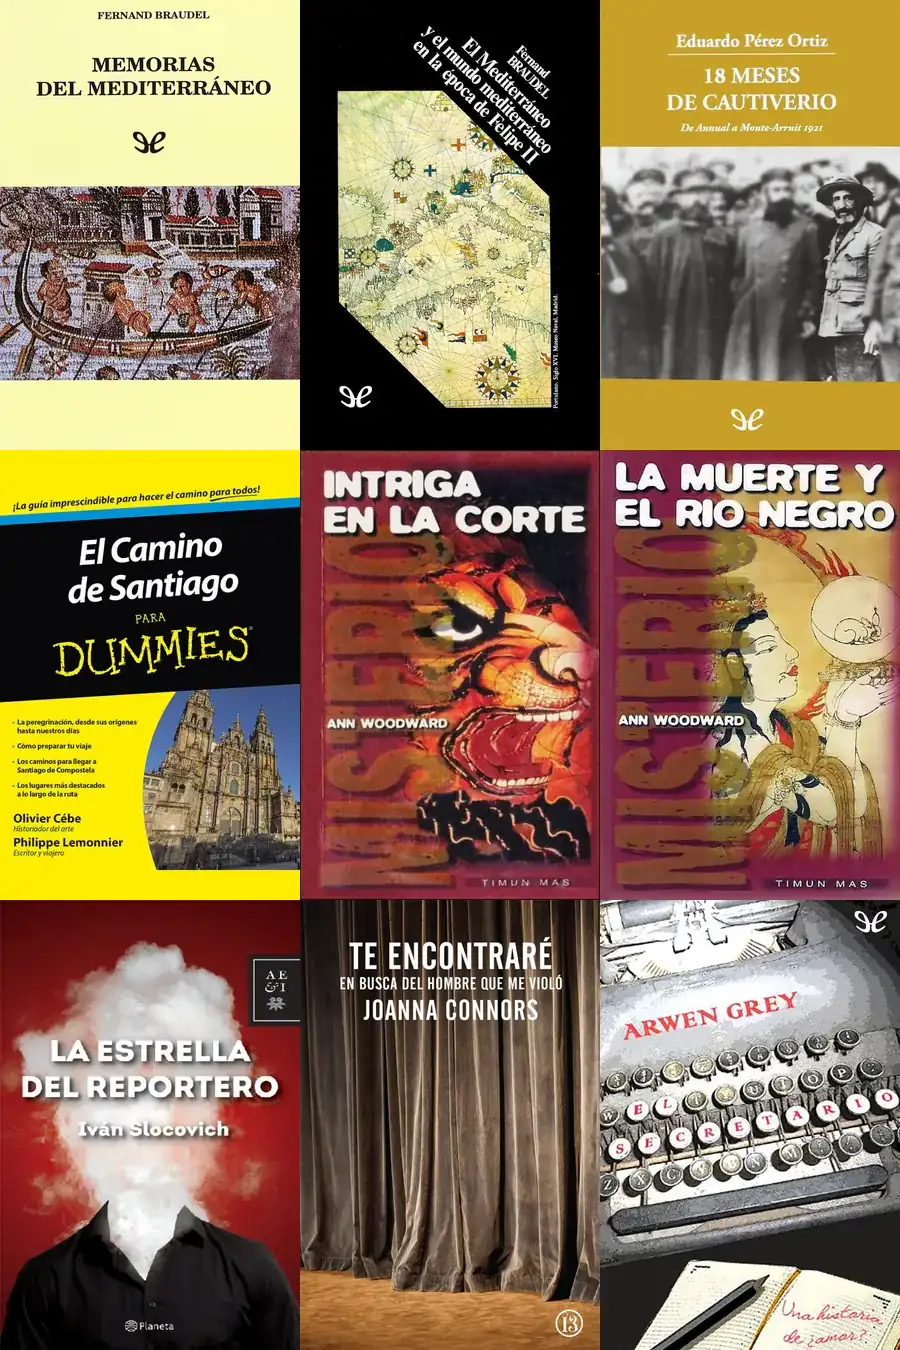 FERNAND BRAUDEL
MEMORIAS
DEL MEDITERRÁNEO
Fernand
BRAUDEL
El Mediterráneo
y el mundo mediterráneo
en la época de Felipe II
Portulano. Siglo XVI. Museo Naval. Madrid.
Eduardo Pérez Ortiz
18 MESES
DE CAUTIVERIO
De Annual a Monte-Arruit 1921
¡La guía imprescindible para hacer el camino para todos!
El Camino
de Santiago
PARA
DUMMIES
• La peregrinación, desde sus orígenes
hasta nuestros días
• Cómo preparar tu viaje
• Los caminos para llegar a
Santiago de Compostela
• Los lugares más destacados
a lo largo de la ruta
Olivier Cébe
Historiador del arte
Philippe Lemonnier
Escritor y viajero
INTRIGA
EN LA CORTE
MISTERIO
ANN WOODWARD
TIMUN MAS
LA MUERTE Y
EL RIO NEGRO
MISTERIO
ANN WOODWARD
TIMUN MAS
AE
&I
LA ESTRELLA
DEL REPORTERO
Iván Slocovich
Planeta
TE ENCONTRARÉ
EN BUSCA DEL HOMBRE QUE ME VIOLÓ
JOANNA CONNORS
13
ARWEN GREY
EL
SECRETARIO
Una historia
de ¿amor?